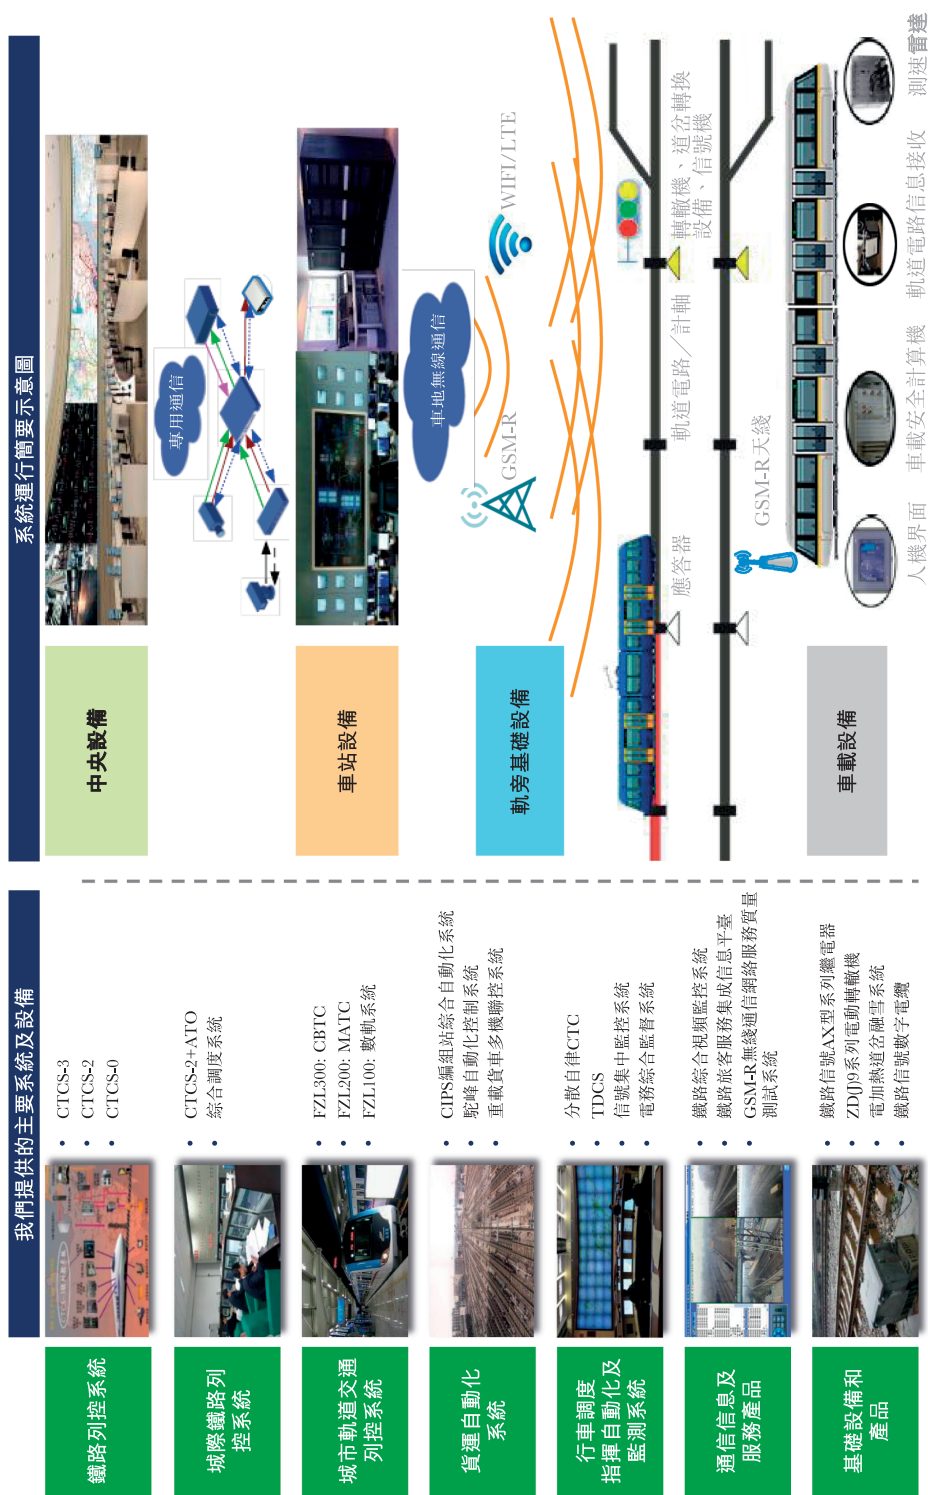 我們提供的主要系統及設備
鐵路列控系統
• CTCS-3
• CTCS-2
• CTCS-0
城際鐵路列
控系統
• CTCS-2+ATO
• 綜合調度系統
城市軌道交通
列控系統
• FZL300: CBTC
• FZL200: MATC
• FZL100: 數軌系統
貨運自動化
系統
• CIPS編組站綜合自動化系統
• 駝峰自動化控制系統
• 重載貨車多機聯控系統
行車調度
指揮自動化及
監測系統
• 分散自律CTC
• TDCS
• 信號集中監控系統
• 電務綜合監督系統
通信信息及
服務產品
• 鐵路綜合視頻監控系統
• 鐵路旅客服務集成信息平臺
• GSM-R無綫通信網絡服務質量
測試系統
基礎設備和
產品
• 鐵路信號AX型系列繼電器
• ZD(J)9系列電動轉轍機
• 電加熱道岔融雪系統
• 鐵路信號數字電纜
系統運行簡要示意圖
中央設備
專用通信
車站設備
車地無線通信
軌旁基礎設備
GSM-R
WIFI/LTE
應答器
軌道電路／計軸
轉轍機、道岔轉換
設備、信號機
GSM-R天綫
車載設備
人機界面
車載安全計算機
軌道電路信息接收
測速雷達